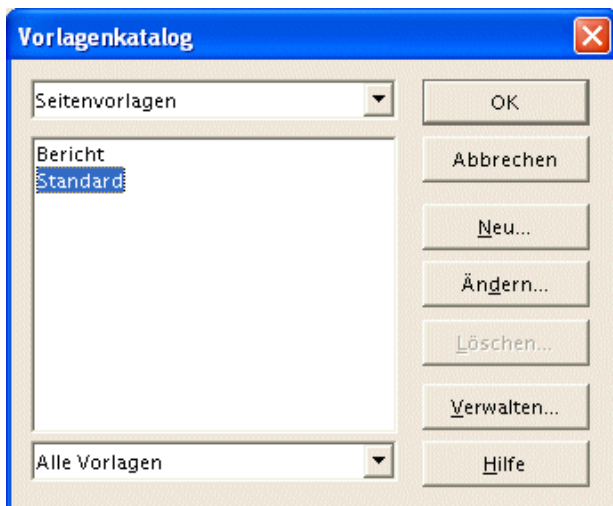 Vorlagenkatalog
Seitenvorlagen
OK
Bericht
Standard
Abbrechen
Neu...
Ändern...
Löschen...
Verwalten...
Alle Vorlagen
Hilfe